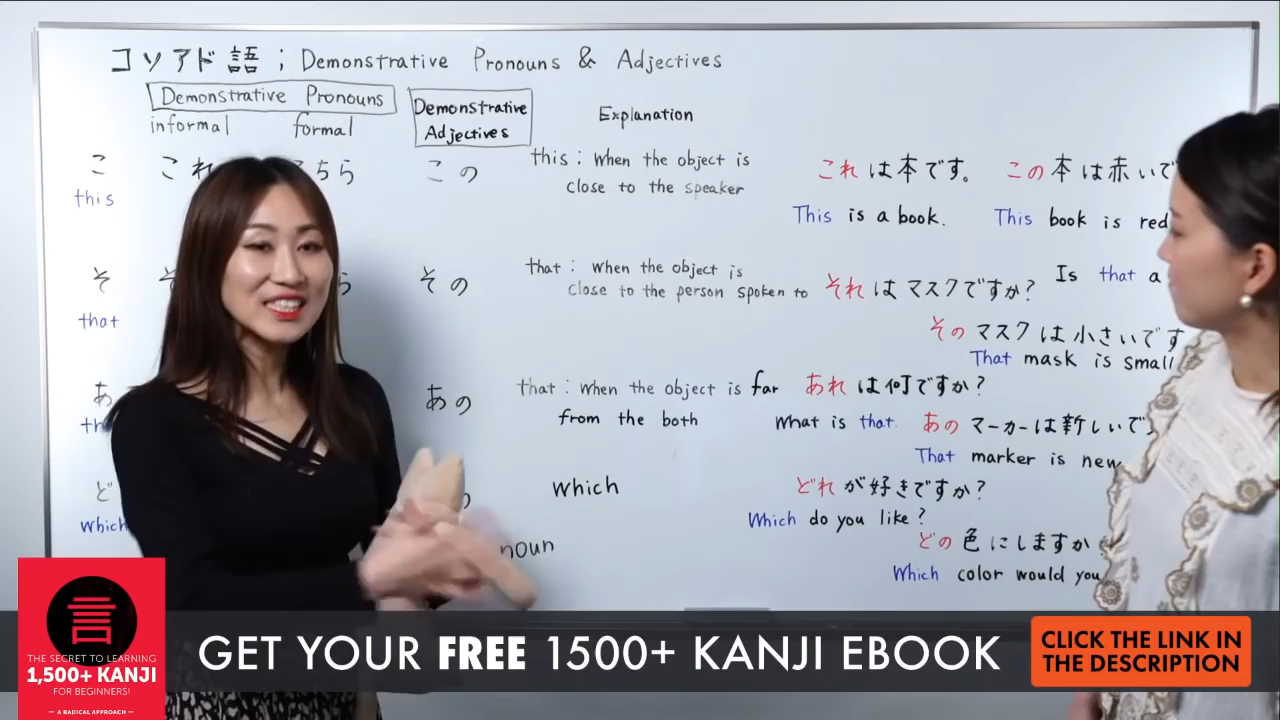 コソアド語 ; Demonstrative Pronouns & Adjectives
Demonstrative Pronouns
Demonstrative
Adjectives
Explanation
informal formal
こ これ ちら この
this
this : When the object is
close to the speaker
これは本です。
This is a book.
この本は赤いで
This book is red
そ そ ら その
that
that : When the object is
close to the person spoken to
それはマスクですか?
Is that a
そのマスクは小さいです
That mask is small
あ あの
th
that : When the object is far
from the both
あれは何ですか?
What is that.
あのマーカーは新しいで
That marker is new
ど の
which
which
どれが好きですか?
Which do you like?
どの色にしますか
Which color would you
noun
言
THE SECRET TO LEARNING
1,500+ KANJI
FOR BEGINNERS!
— A RADICAL APPROACH —
GET YOUR FREE 1500+ KANJI EBOOK
CLICK THE LINK IN
THE DESCRIPTION